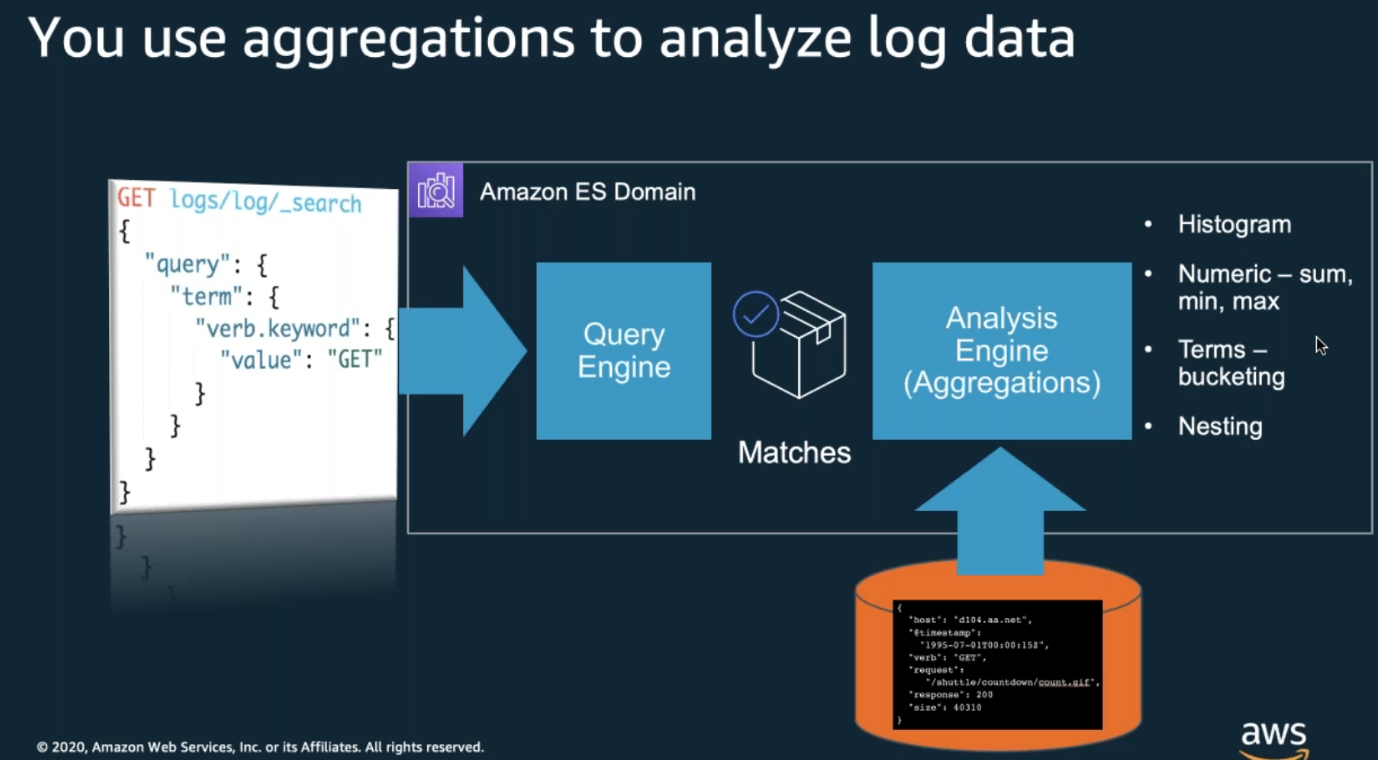 You use aggregations to analyze log data
GET logs/log/_search
{
"query": {
"term": {
"verb.keyword": {
"value": "GET"
}
}
}
}
}
}
}
Amazon ES Domain
Query
Engine
Matches
Analysis
Engine
(Aggregations)
• Histogram
• Numeric – sum,
min, max
• Terms –
bucketing
• Nesting
{
"host": "d104.aa.net",
"@timestamp":
"1995-07-01T00:00:15Z",
"verb": "GET",
"request":
"/shuttle/countdown/count.gif",
"response": 200
"size": 40310
}
© 2020, Amazon Web Services, Inc. or its Affiliates. All rights reserved.
aws